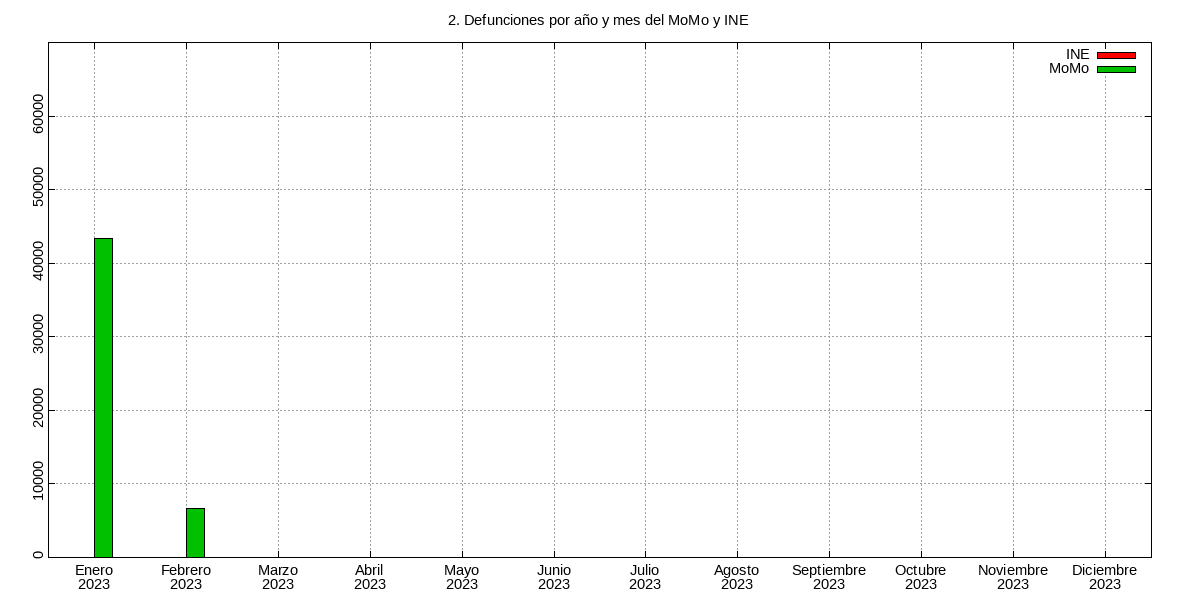 2. Defunciones por año y mes del MoMo y INE
INE
MoMo
60000
50000
40000
30000
20000
10000
0
Enero Febrero Marzo Abril Mayo Junio Julio Agosto Septiembre Octubre Noviembre Diciembre
2023 2023 2023 2023 2023 2023 2023 2023 2023 2023 2023 2023